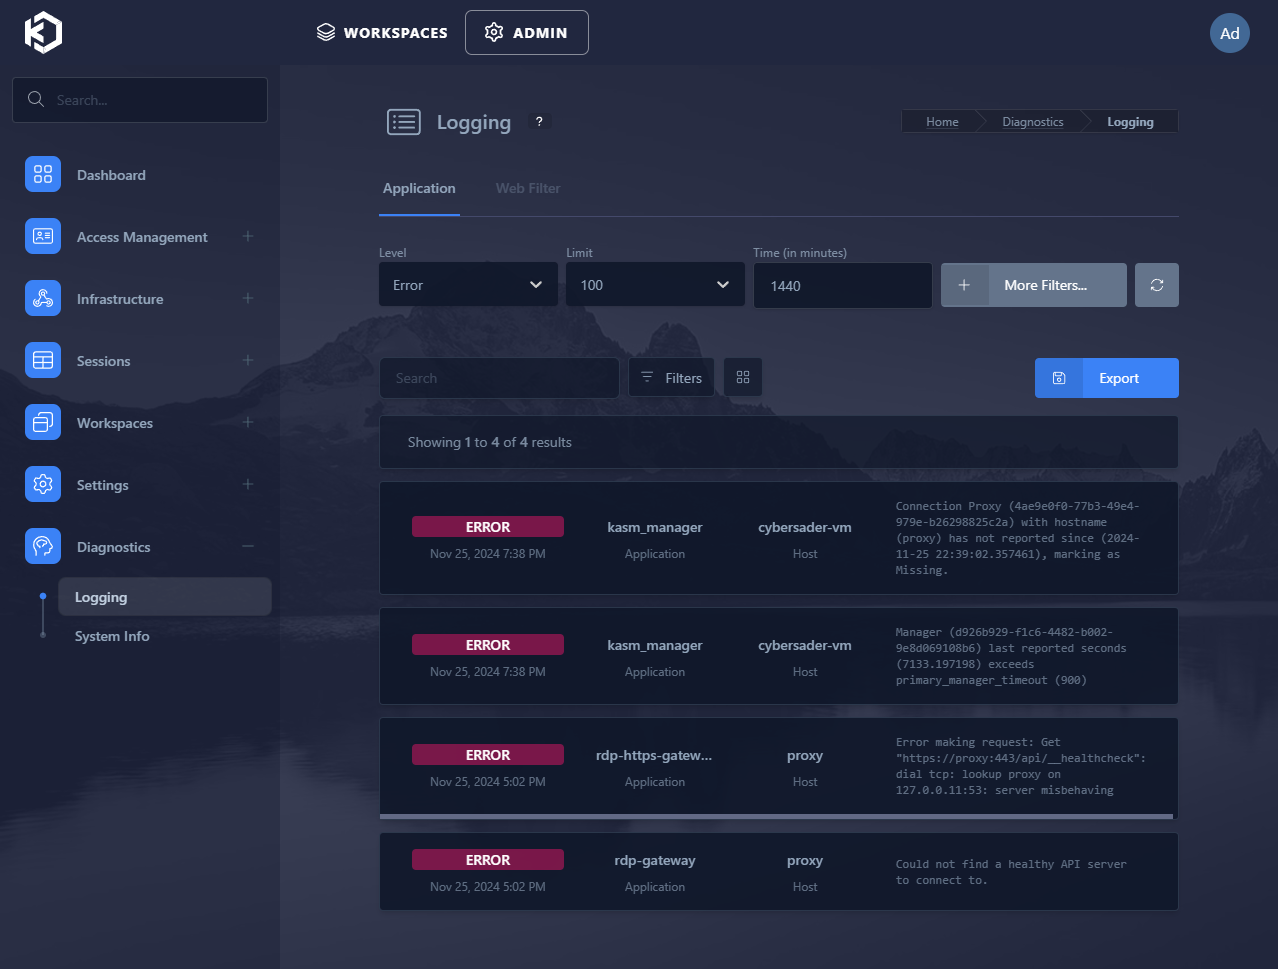 WORKSPACES
ADMIN
Ad
Search...
Dashboard
Access Management
Infrastructure
Sessions
Workspaces
Settings
Diagnostics
Logging
System Info
Logging ?
Home Diagnostics Logging
Application Web Filter
Level Limit Time (in minutes)
Error 100 1440 + More Filters...
Search Filters Export
Showing 1 to 4 of 4 results
ERROR
Nov 25, 2024 7:38 PM
kasm_manager
Application
cybersader-vm
Host
Connection Proxy (4ae9e0f0-77b3-49e4-
979e-b26298825c2a) with hostname
(proxy) has not reported since (2024-
11-25 22:39:02.357461), marking as
Missing.
ERROR
Nov 25, 2024 7:38 PM
kasm_manager
Application
cybersader-vm
Host
Manager (d926b929-f1c6-4482-b002-
9e8d069108b6) last reported seconds
(7133.197198) exceeds
primary_manager_timeout (900)
ERROR
Nov 25, 2024 5:02 PM
rdp-https-gatew...
Application
proxy
Host
Error making request: Get
"https://proxy:443/api/__healthcheck":
dial tcp: lookup proxy on
127.0.0.11:53: server misbehaving
ERROR
Nov 25, 2024 5:02 PM
rdp-gateway
Application
proxy
Host
Could not find a healthy API server
to connect to.